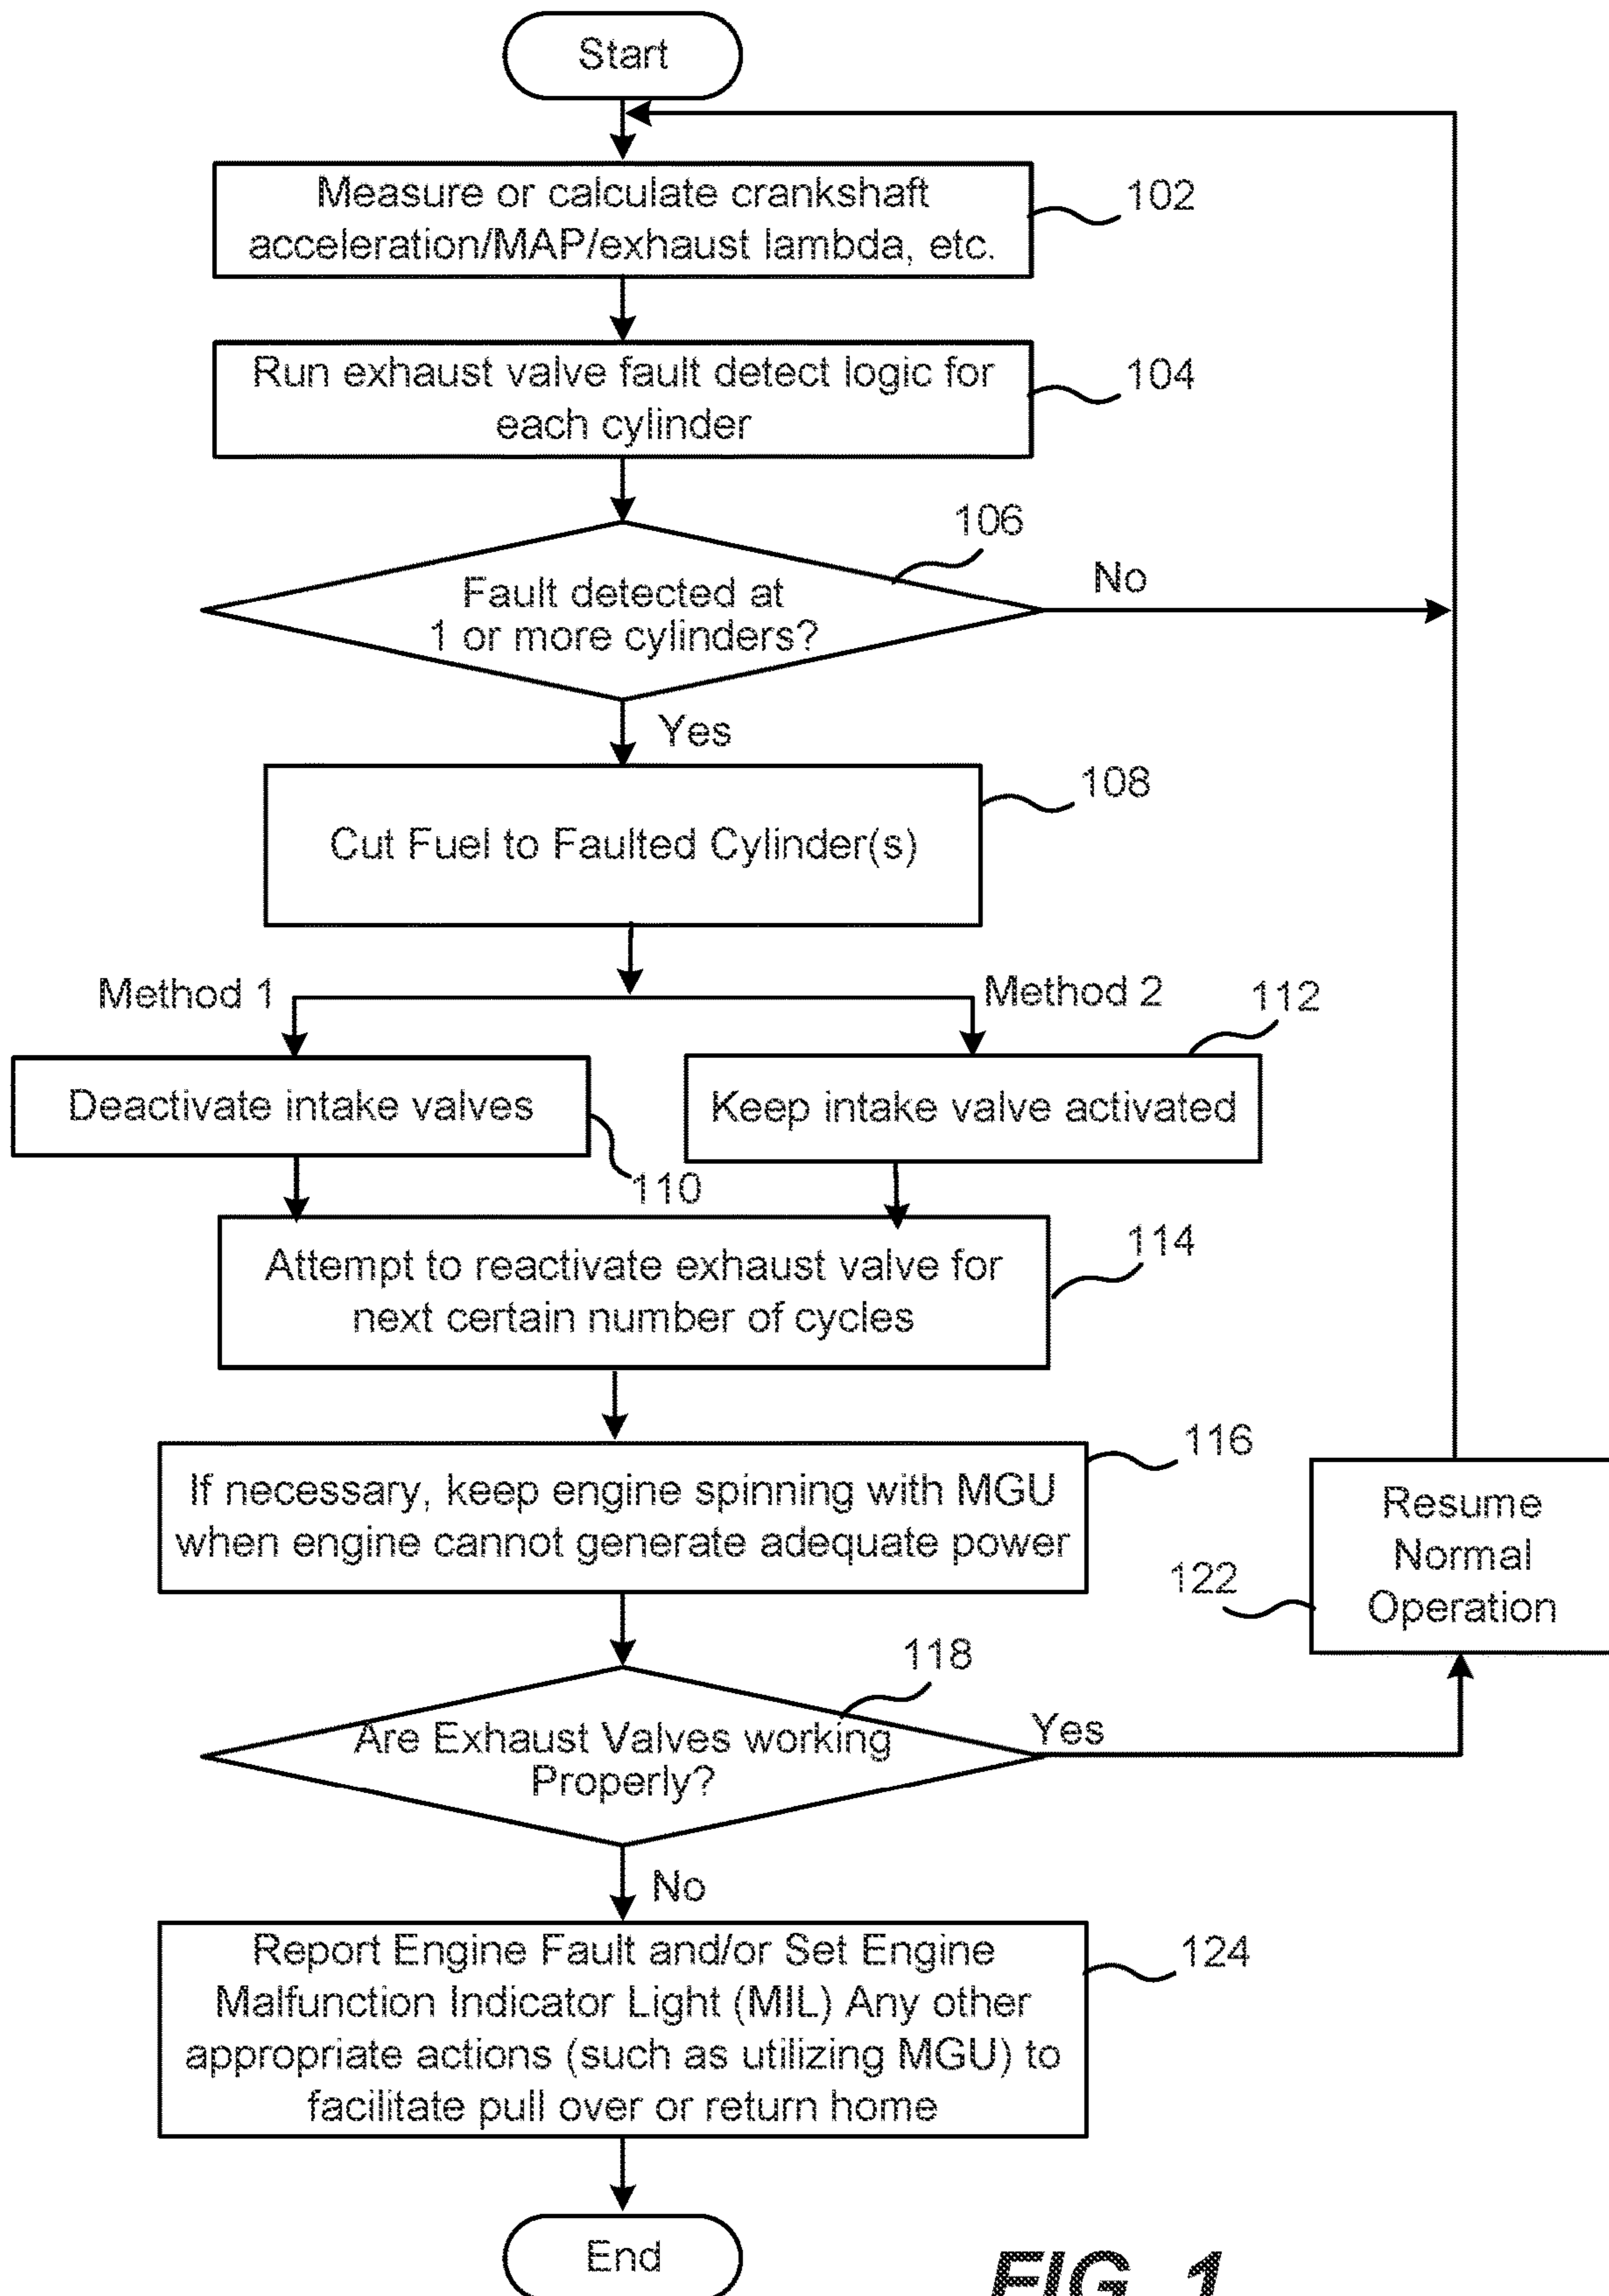 Start
Measure or calculate crankshaft
acceleration/MAP/exhaust lambda, etc.
102
Run exhaust valve fault detect logic for
each cylinder
104
106
Fault detected at
1 or more cylinders?
No
Yes
108
Cut Fuel to Faulted Cylinder(s)
Method 1
Method 2
112
Deactivate intake valves
Keep intake valve activated
110
114
Attempt to reactivate exhaust valve for
next certain number of cycles
116
If necessary, keep engine spinning with MGU
when engine cannot generate adequate power
Resume
Normal
Operation
122
118
Are Exhaust Valves working
Properly?
Yes
No
Report Engine Fault and/or Set Engine
Malfunction Indicator Light (MIL) Any other
appropriate actions (such as utilizing MGU) to
facilitate pull over or return home
124
End
FIG. 1